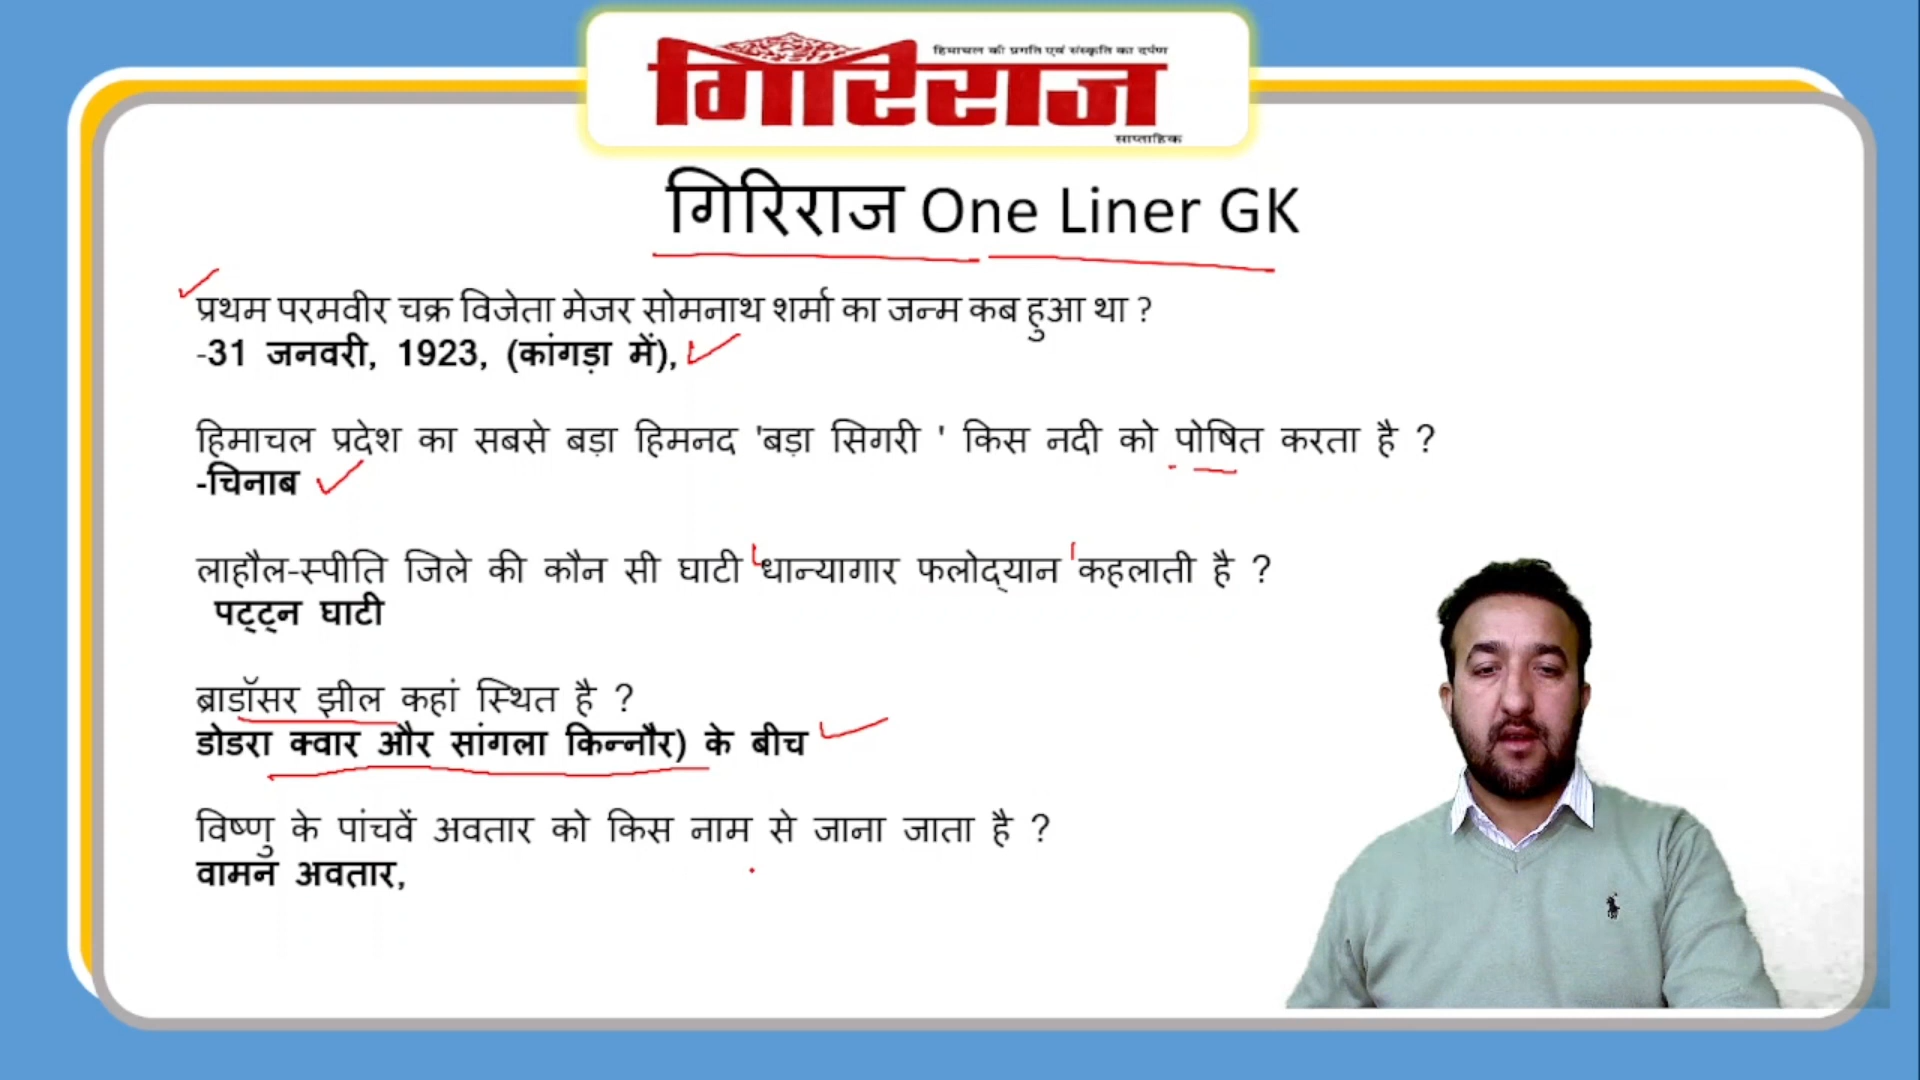 हिमाचल की प्रगति एवं संस्कृति का दर्पण
गिरिराज
साप्ताहिक
गिरिराज One Liner GK
प्रथम परमवीर चक्र विजेता मेजर सोमनाथ शर्मा का जन्म कब हुआ था ?
-31 जनवरी, 1923, (कांगड़ा में),
हिमाचल प्रदेश का सबसे बड़ा हिमनद 'बड़ा सिगरी ' किस नदी को पोषित करता है ?
-चिनाब
लाहौल-स्पीति जिले की कौन सी घाटी धान्यागार फलोद्यान कहलाती है ?
पट्ट्न घाटी
ब्राडॉसर झील कहां स्थित है ?
डोडरा क्वार और सांगला किन्नौर) के बीच
विष्णु के पांचवें अवतार को किस नाम से जाना जाता है ?
वामन अवतार,